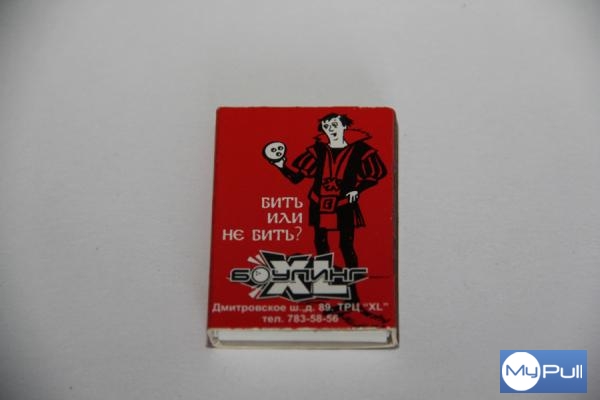 БИТЬ
ИЛИ
НЕ БИТЬ?
БОУЛИНГ
XL
Дмитровское ш.,д. 89, ТРЦ "XL"
тел. 783-58-56
MyPull